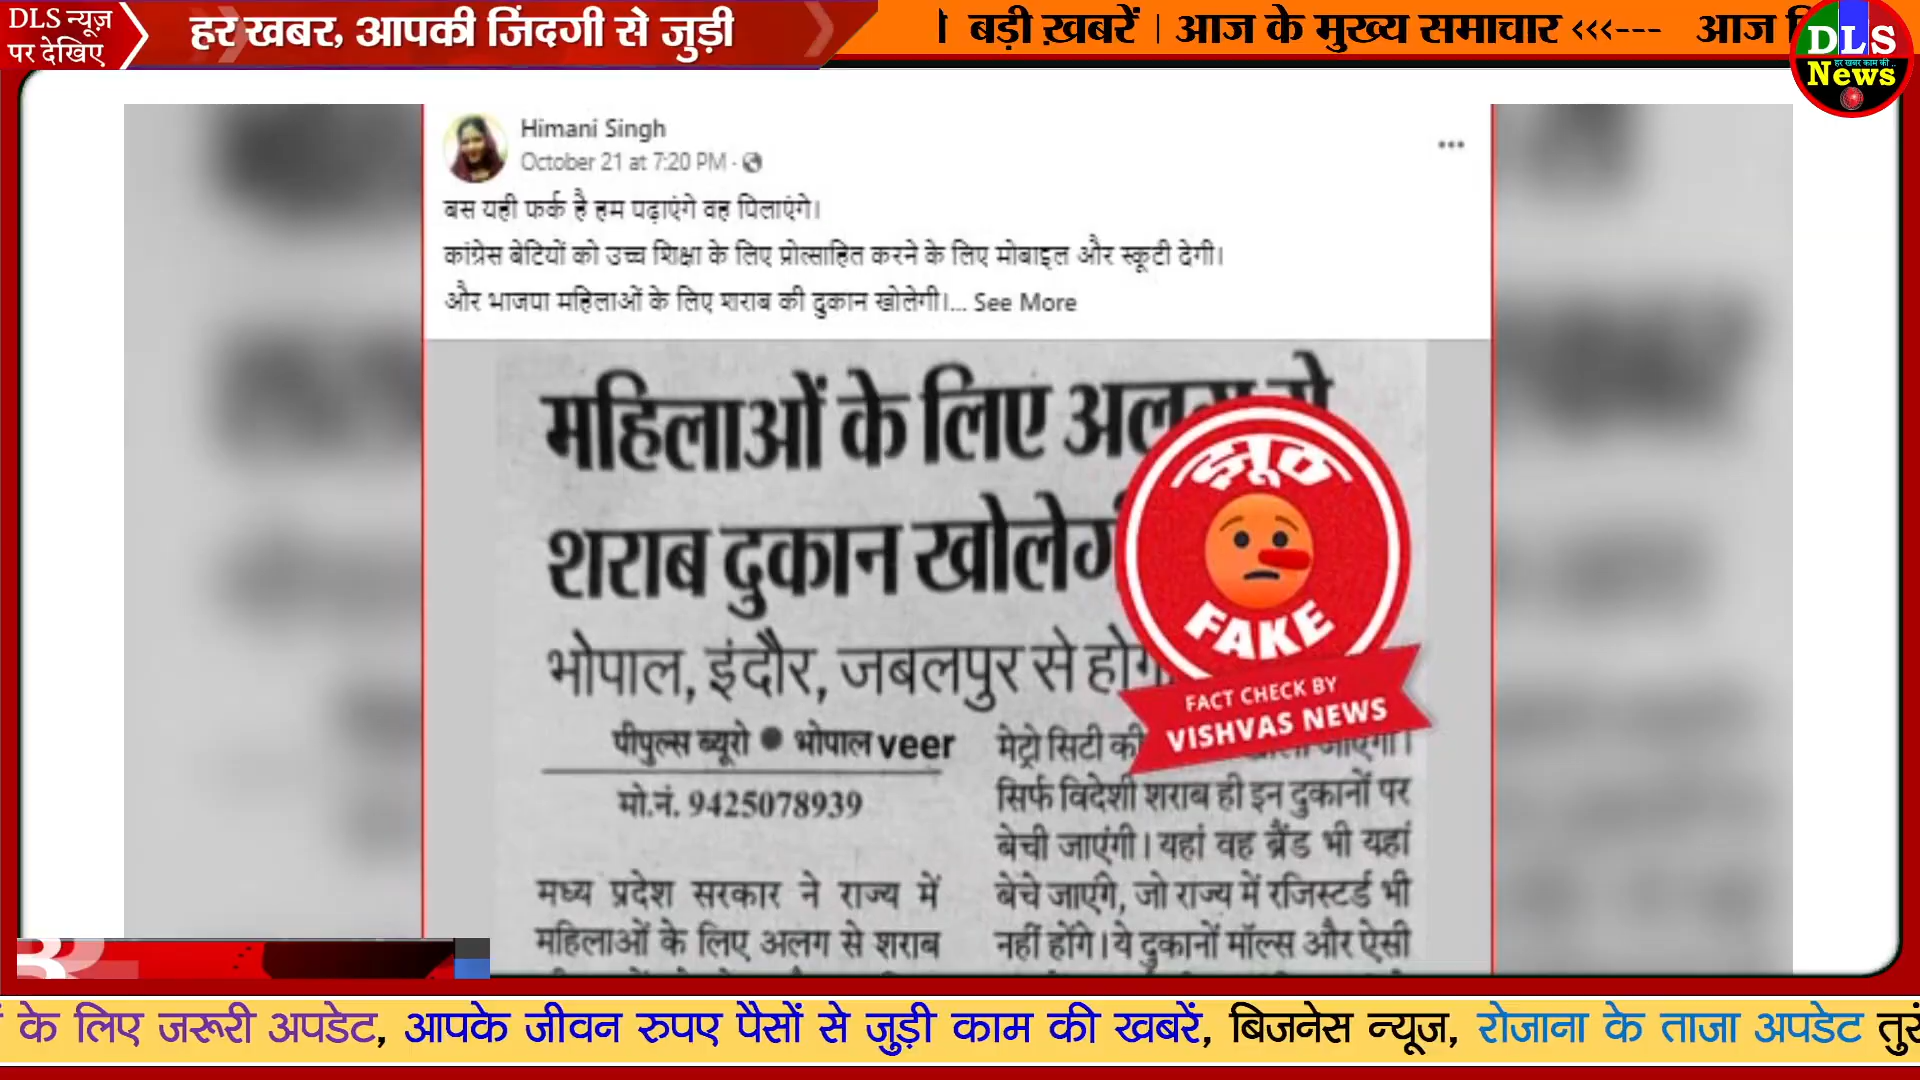 DLS न्यूज़
पर देखिए
हर खबर, आपकी जिंदगी से जुड़ी
बड़ी ख़बरें | आज के मुख्य समाचार <<<--- आज
DLS
News
Himani Singh
October 21 at 7:20 PM ·
बस यही फर्क है हम पढ़ाएंगे वह पिलाएंगे।
कांग्रेस बेटियों को उच्च शिक्षा के लिए प्रोत्साहित करने के लिए मोबाइल और स्कूटी देगी।
और भाजपा महिलाओं के लिए शराब की दुकान खोलेगी।... See More
महिलाओं के लिए
शराब दुकान
भोपाल, इंदौर, जबलपुर से
झूठ
FAKE
FACT CHECK BY
VISHVAS NEWS
पीपुल्स ब्यूरो ● भोपाल veer
मो.नं. 9425078939
मध्य प्रदेश सरकार ने राज्य में
महिलाओं के लिए अलग से शराब
मेट्रो सिटी की
सिर्फ विदेशी शराब ही इन दुकानों पर
बेची जाएंगी। यहां वह ब्रैंड भी यहां
बेचे जाएंगे, जो राज्य में रजिस्टर्ड भी
नहीं होंगे। ये दुकानों मॉल्स और ऐसी
के लिए जरूरी अपडेट, आपके जीवन रुपए पैसों से जुड़ी काम की खबरें, बिजनेस न्यूज, रोजाना के ताजा अपडेट